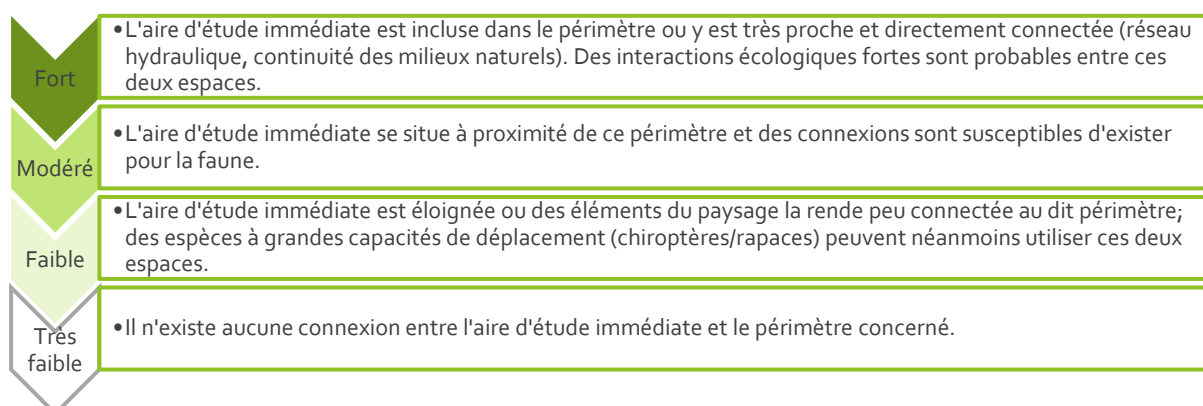 Fort
•L'aire d'étude immédiate est incluse dans le périmètre ou y est très proche et directement connectée (réseau
hydraulique, continuité des milieux naturels). Des interactions écologiques fortes sont probables entre ces
deux espaces.
Modéré
•L'aire d'étude immédiate se situe à proximité de ce périmètre et des connexions sont susceptibles d'exister
pour la faune.
Faible
•L'aire d'étude immédiate est éloignée ou des éléments du paysage la rende peu connectée au dit périmètre;
des espèces à grandes capacités de déplacement (chiroptères/rapaces) peuvent néanmoins utiliser ces deux
espaces.
Très
faible
•Il n'existe aucune connexion entre l'aire d'étude immédiate et le périmètre concerné.